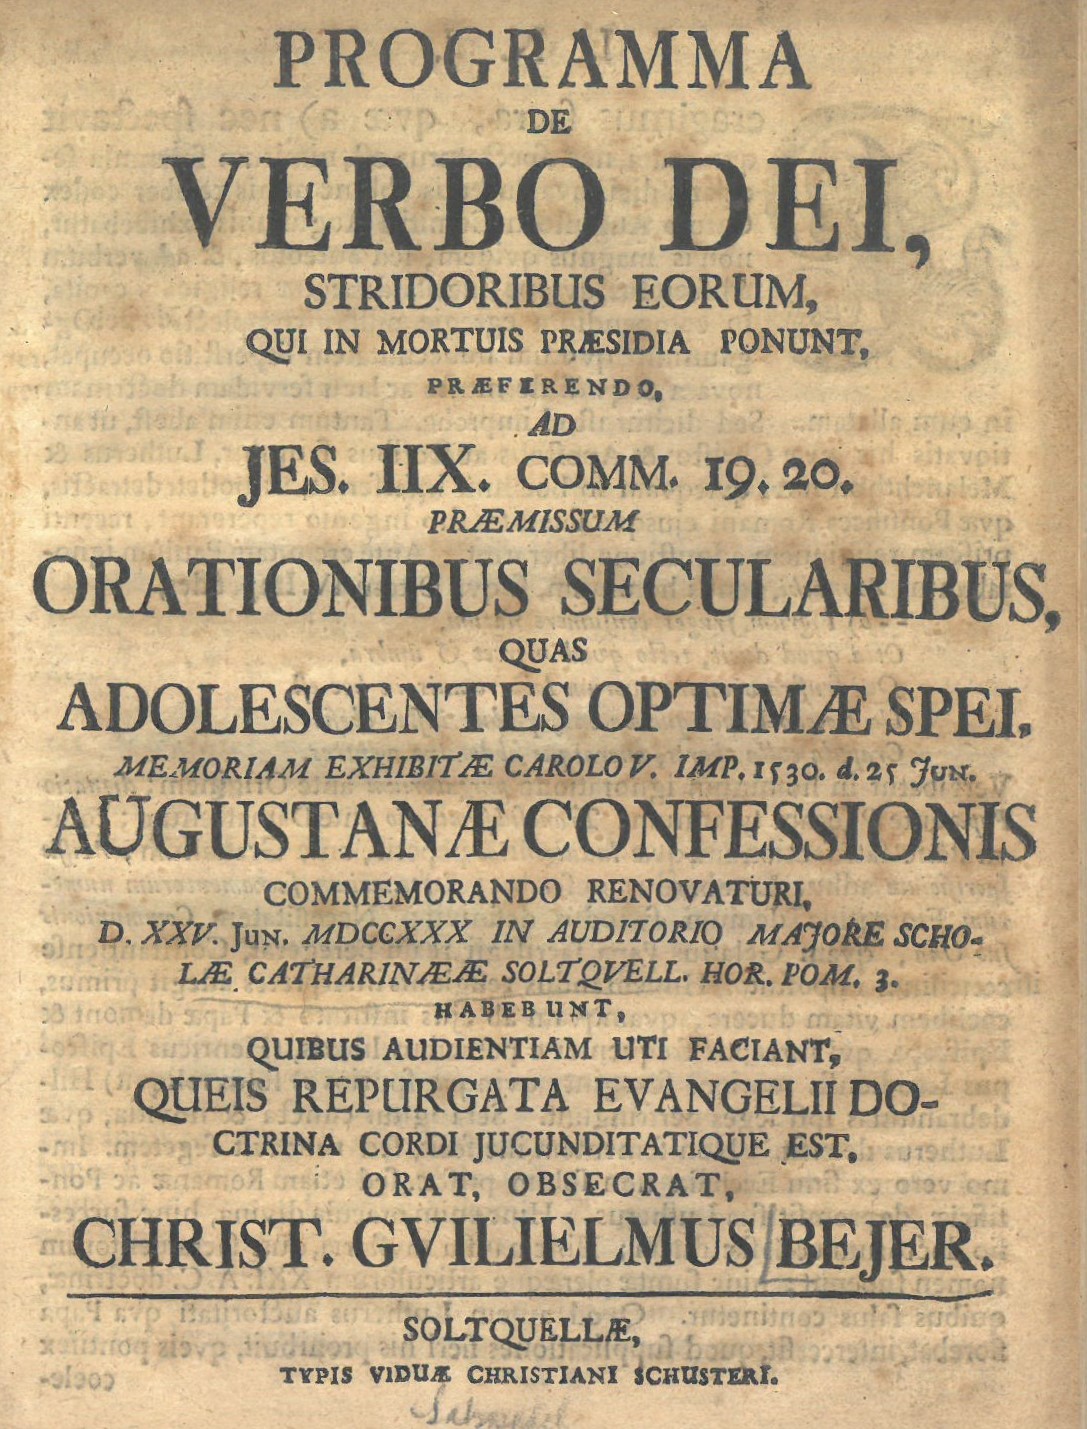 PROGRAMMA
DE
VERBO DEI,
STRIDORIBUS EORUM,
QUI IN MORTUIS PRÆSIDIA PONUNT,
PRÆFERENDO,
AD
JES. IIX. COMM. 19. 20.
PRÆMISSUM
ORATIONIBUS SECULARIBUS,
QUAS
ADOLESCENTES OPTIMÆ SPEI,
MEMORIAM EXHIBITÆ CAROLO V. IMP. 1530. d. 25 JUN.
AUGUSTANÆ CONFESSIONIS
COMMEMORANDO RENOVATURI,
D. XXV. JUN. MDCCXXX IN AUDITORIO MAJORE SCHO-
LÆ CATHARINÆÆ SOLTQVELL. HOR. POM. 3.
HABEBUNT,
QUIBUS AUDIENTIAM UTI FACIANT,
QUEIS REPURGATA EVANGELII DO-
CTRINA CORDI JUCUNDITATIQUE EST,
ORAT, OBSECRAT,
CHRIST. GVILIELMUS BEJER.
SOLTQUELLÆ,
TYPIS VIDUÆ CHRISTIANI SCHUSTERI.